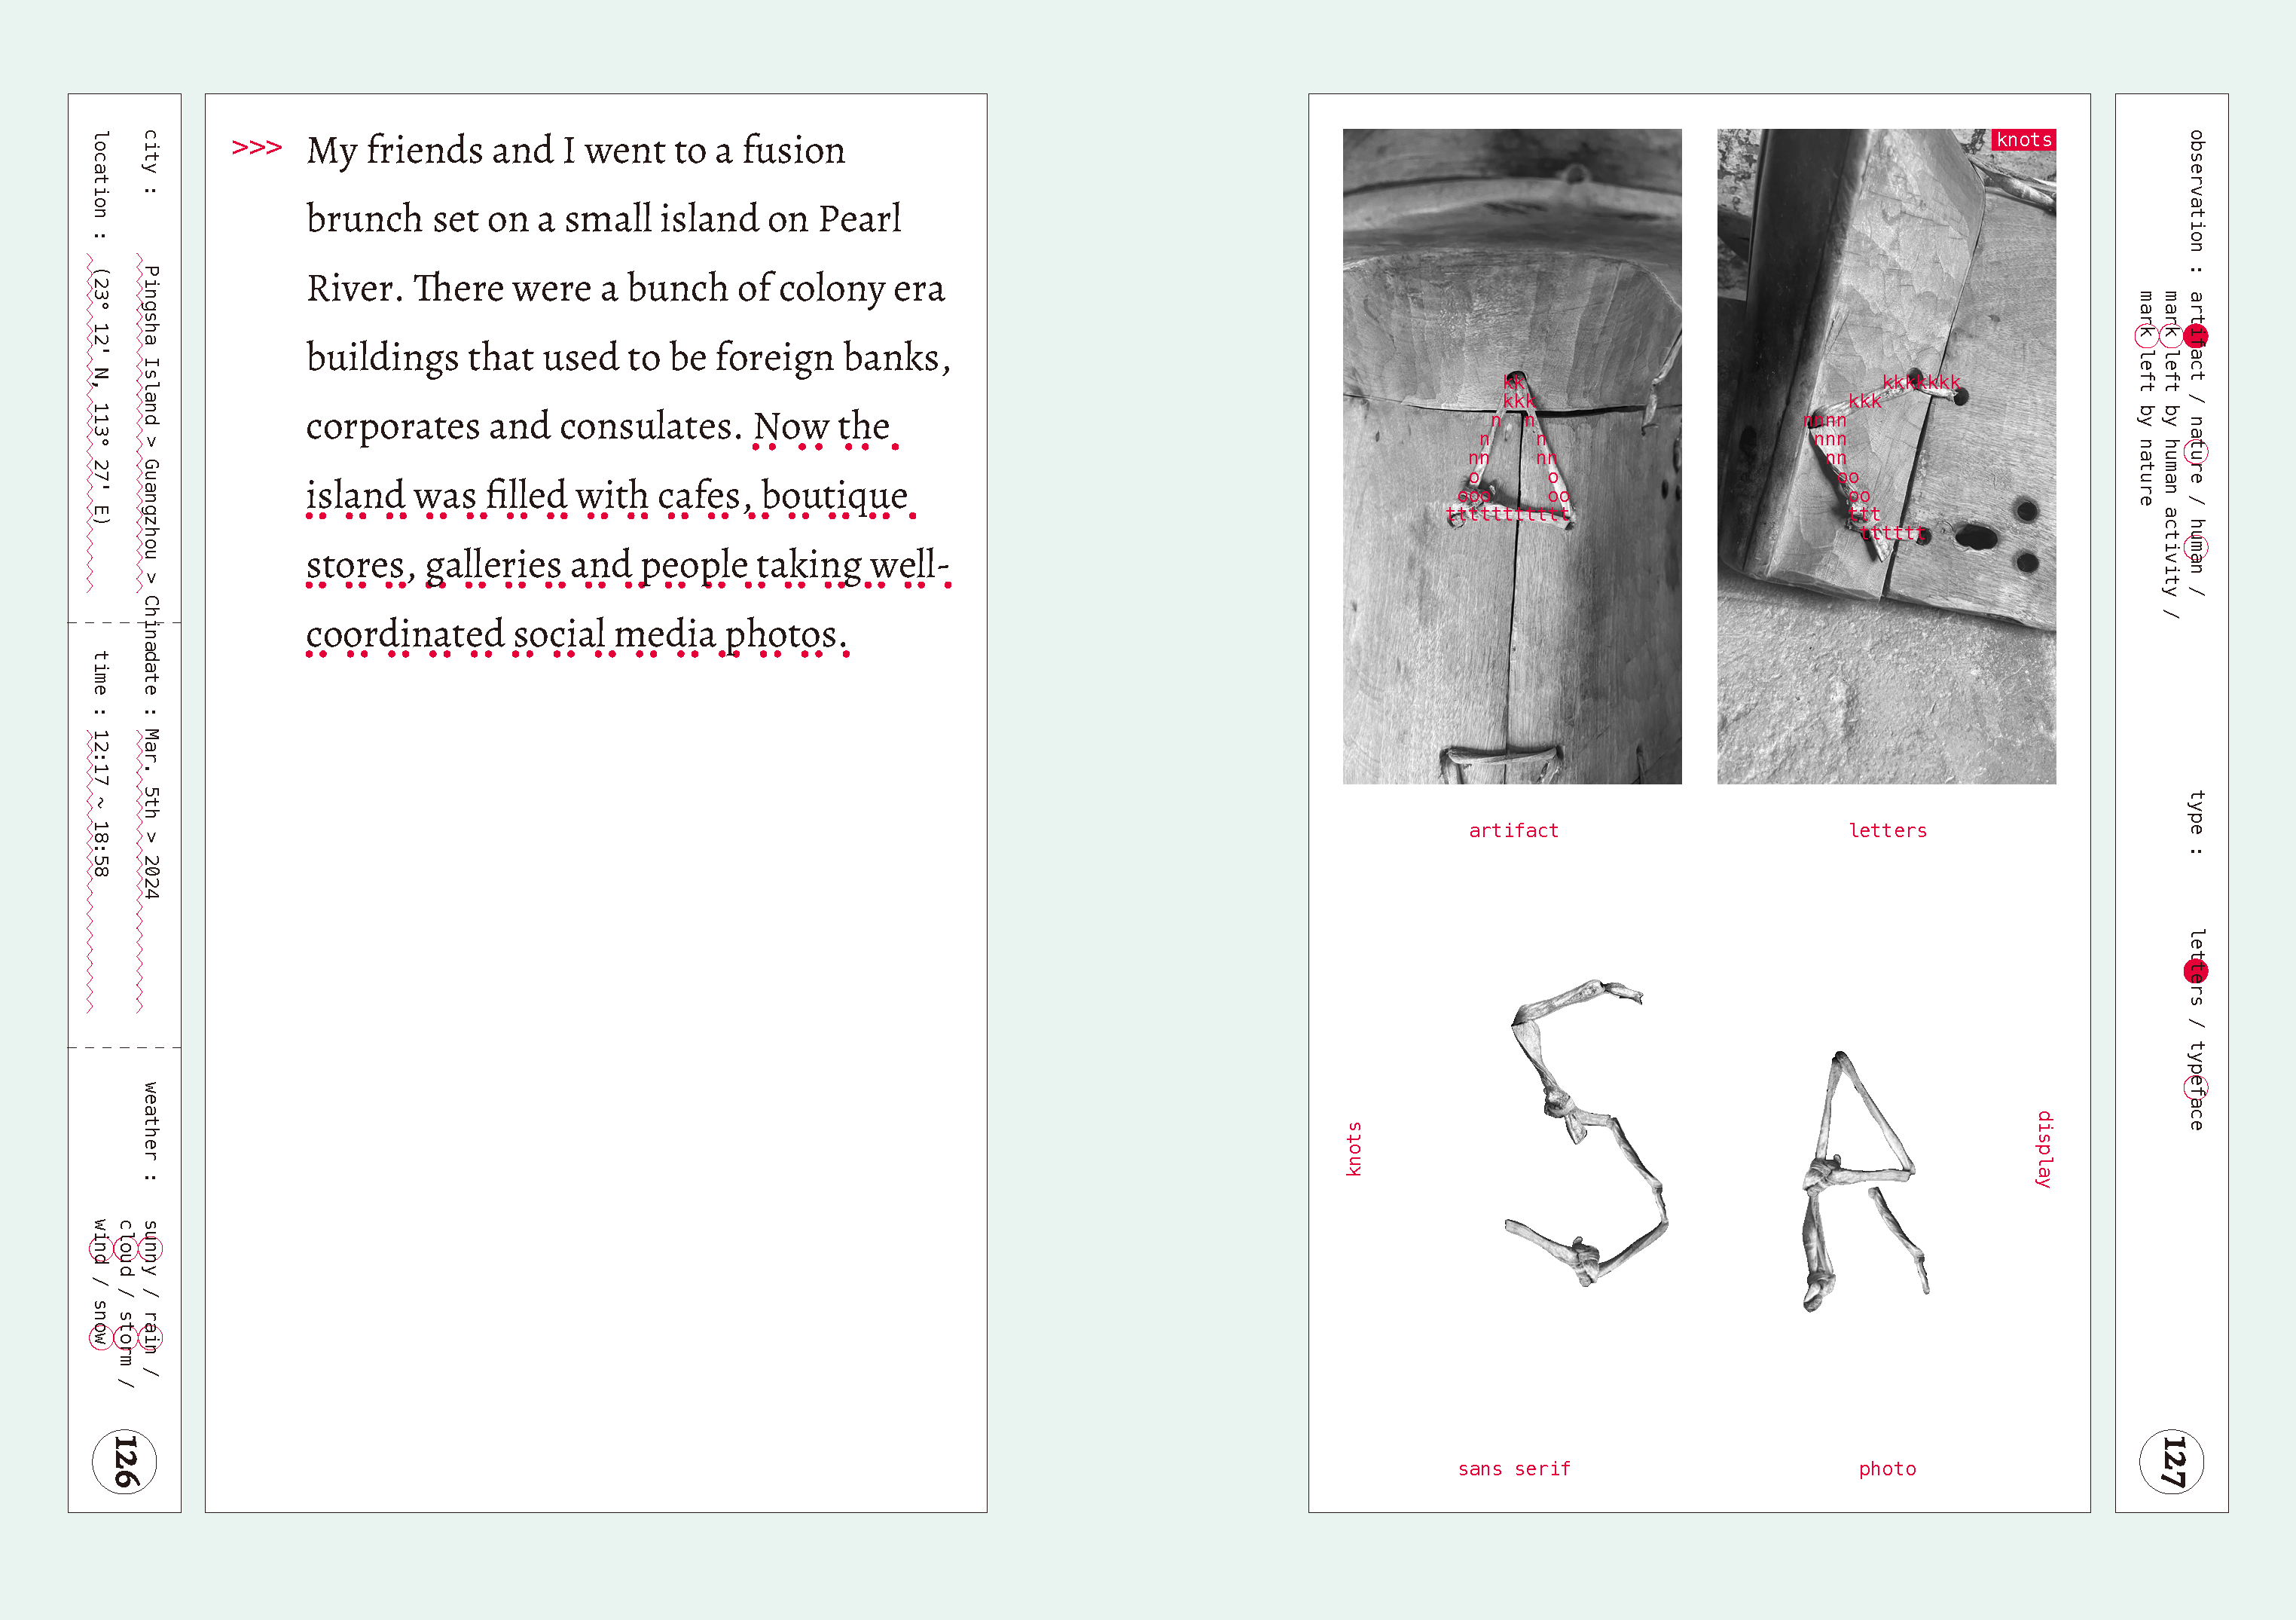 city : Pingsha Island > Guangzhou > China
location : (23° 12' N, 113° 27' E)
date : Mar. 5th > 2024
time : 12:17 ~ 18:58
weather : sunny / rain /
cloud / storm /
wind / snow
126
>>> My friends and I went to a fusion
brunch set on a small island on Pearl
River. There were a bunch of colony era
buildings that used to be foreign banks,
corporates and consulates. Now the
island was filled with cafes, boutique
stores, galleries and people taking well-
coordinated social media photos.
knots
kk
kkk
n n
n n
nn nn
o o
ooo oo
ttttttttttt
kkkkkkk
kkk
nnnn
nnn
nn
oo
oo
ttt
tttttt
artifact
letters
knots
display
sans serif
photo
observation : artifact / nature / human /
mark left by human activity /
mark left by nature
type : letters / typeface
127